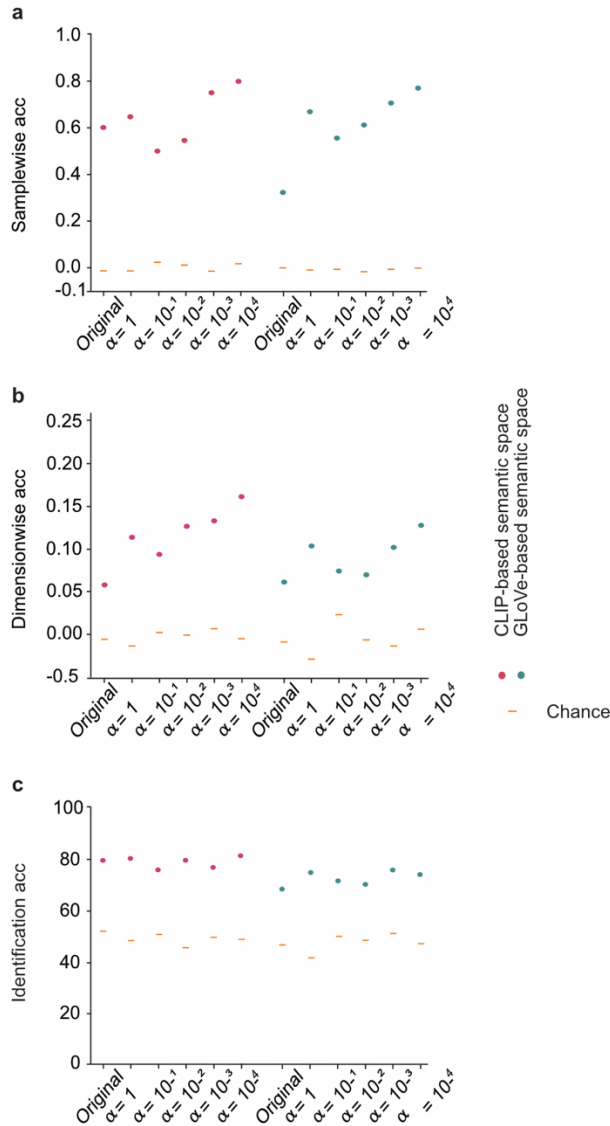 a
Samplewise acc
1.0
0.8
0.6
0.4
0.2
0.0
-0.1
Original
α = 1
α = 10⁻¹
α = 10⁻²
α = 10⁻³
α = 10⁻⁴
Original
α = 1
α = 10⁻¹
α = 10⁻²
α = 10⁻³
α = 10⁻⁴
b
Dimensionwise acc
0.25
0.20
0.15
0.10
0.05
0.00
-0.5
Original
α = 1
α = 10⁻¹
α = 10⁻²
α = 10⁻³
α = 10⁻⁴
Original
α = 1
α = 10⁻¹
α = 10⁻²
α = 10⁻³
α = 10⁻⁴
CLIP-based semantic space
GLoVe-based semantic space
Chance
c
Identification acc
100
80
60
40
20
0
Original
α = 1
α = 10⁻¹
α = 10⁻²
α = 10⁻³
α = 10⁻⁴
Original
α = 1
α = 10⁻¹
α = 10⁻²
α = 10⁻³
α = 10⁻⁴